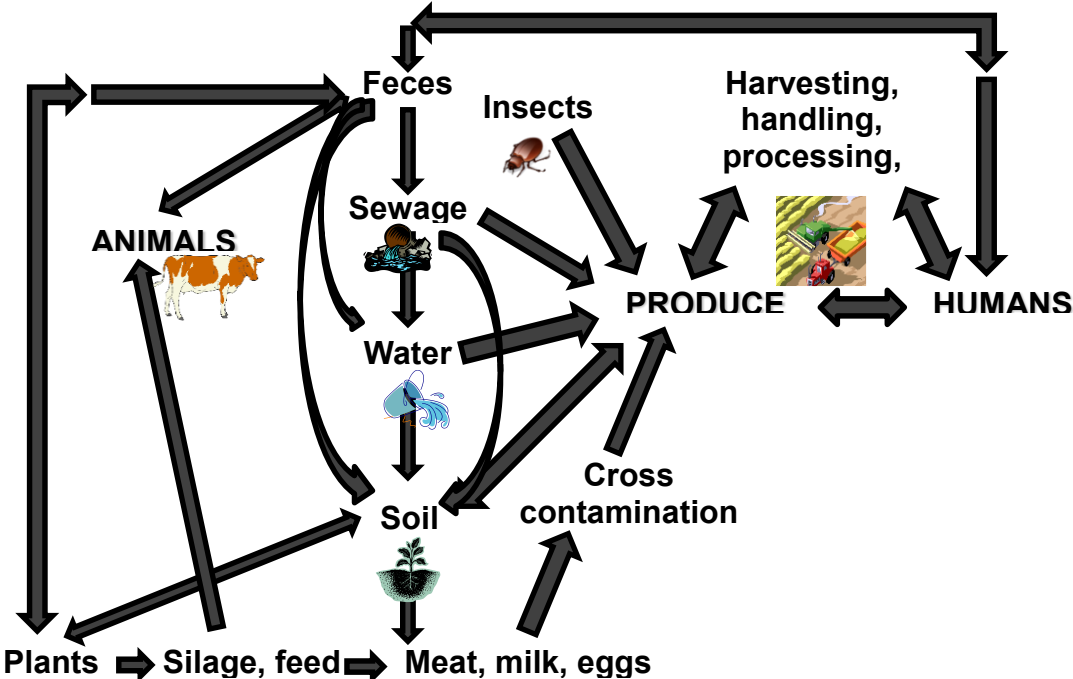 Feces
Insects
Harvesting,
handling,
processing,
Sewage
ANIMALS
PRODUCE
HUMANS
Water
Cross
contamination
Soil
Plants
Silage, feed
Meat, milk, eggs